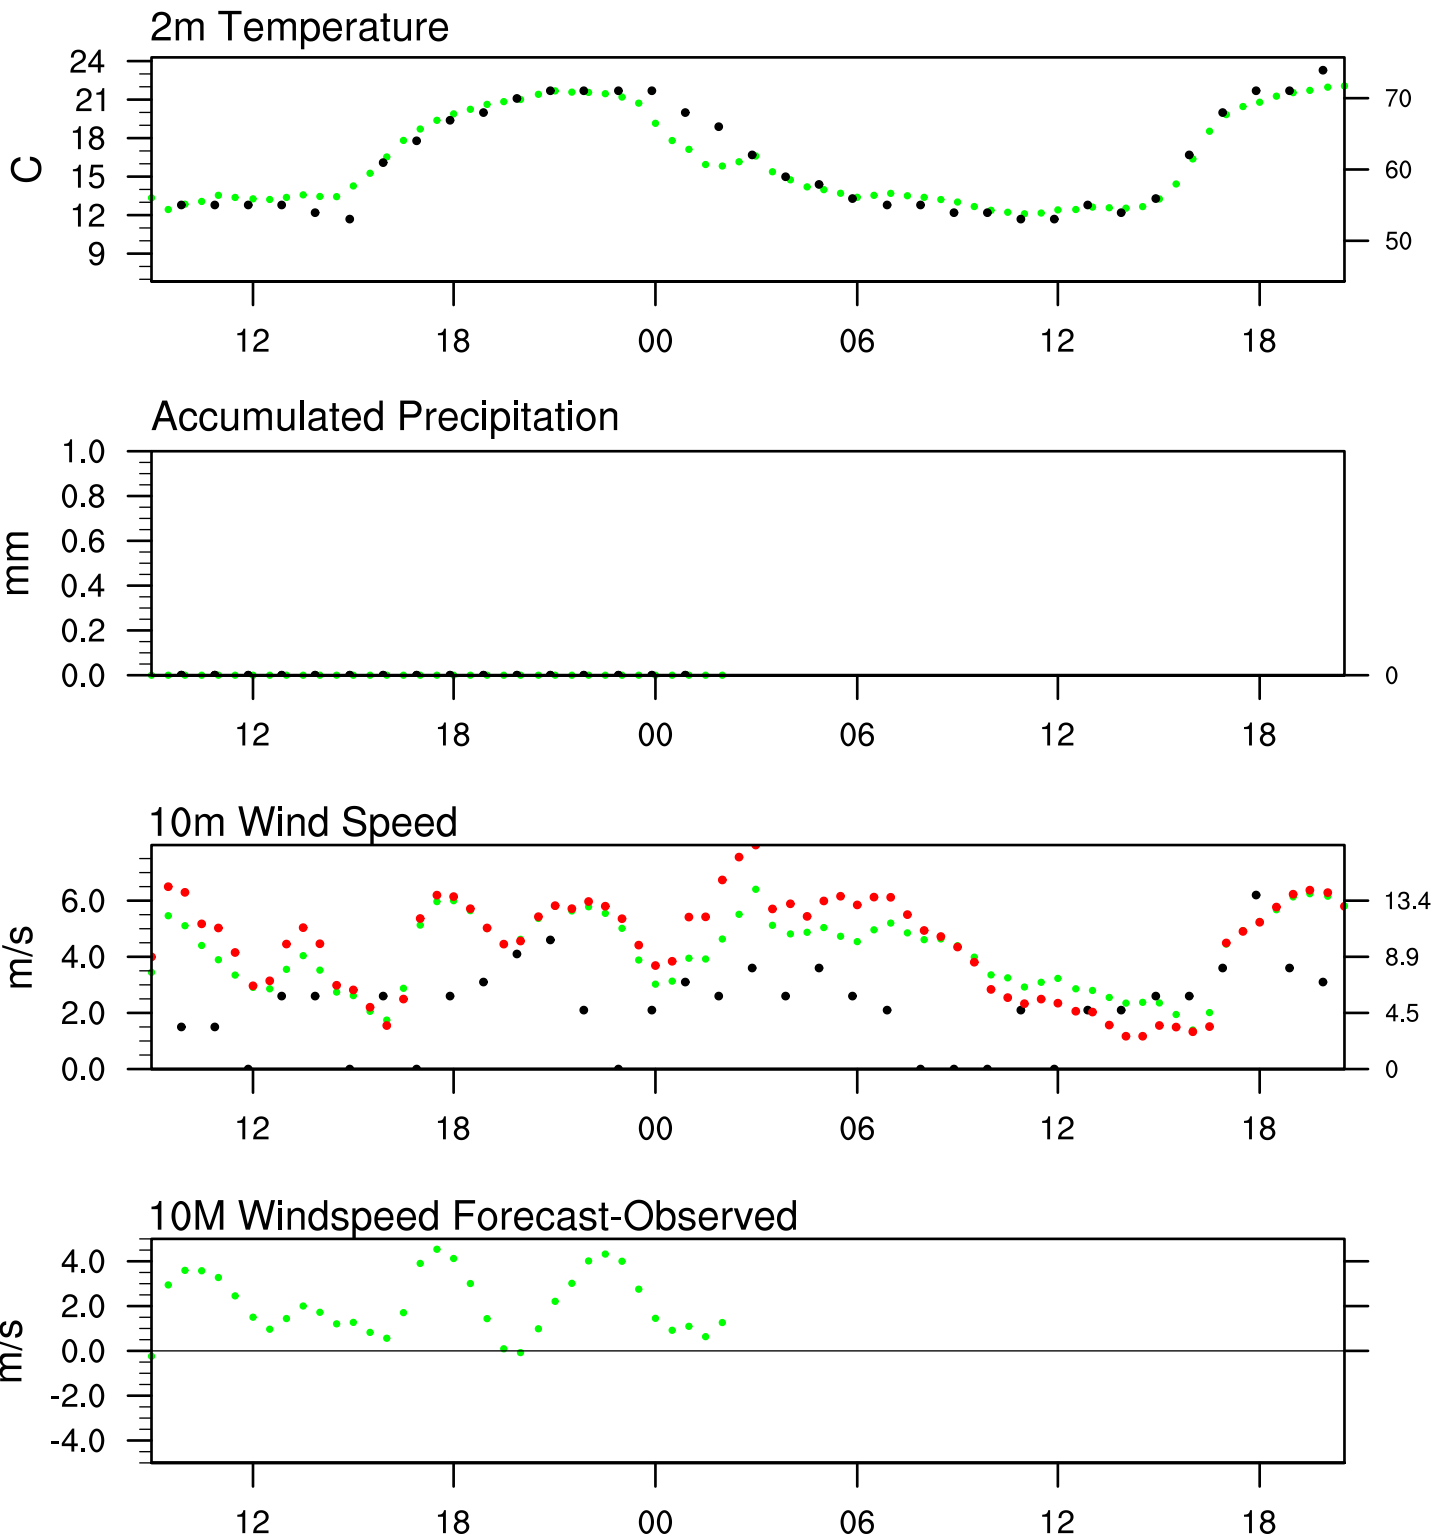 2m Temperature
24
21
18
15
12
9
C
70
60
50
12 18 00 06 12 18
Accumulated Precipitation
1.0
0.8
0.6
0.4
0.2
0.0
mm
0
12 18 00 06 12 18
10m Wind Speed
6.0
4.0
2.0
0.0
m/s
13.4
8.9
4.5
0
12 18 00 06 12 18
10M Windspeed Forecast-Observed
4.0
2.0
0.0
-2.0
-4.0
m/s
12 18 00 06 12 18